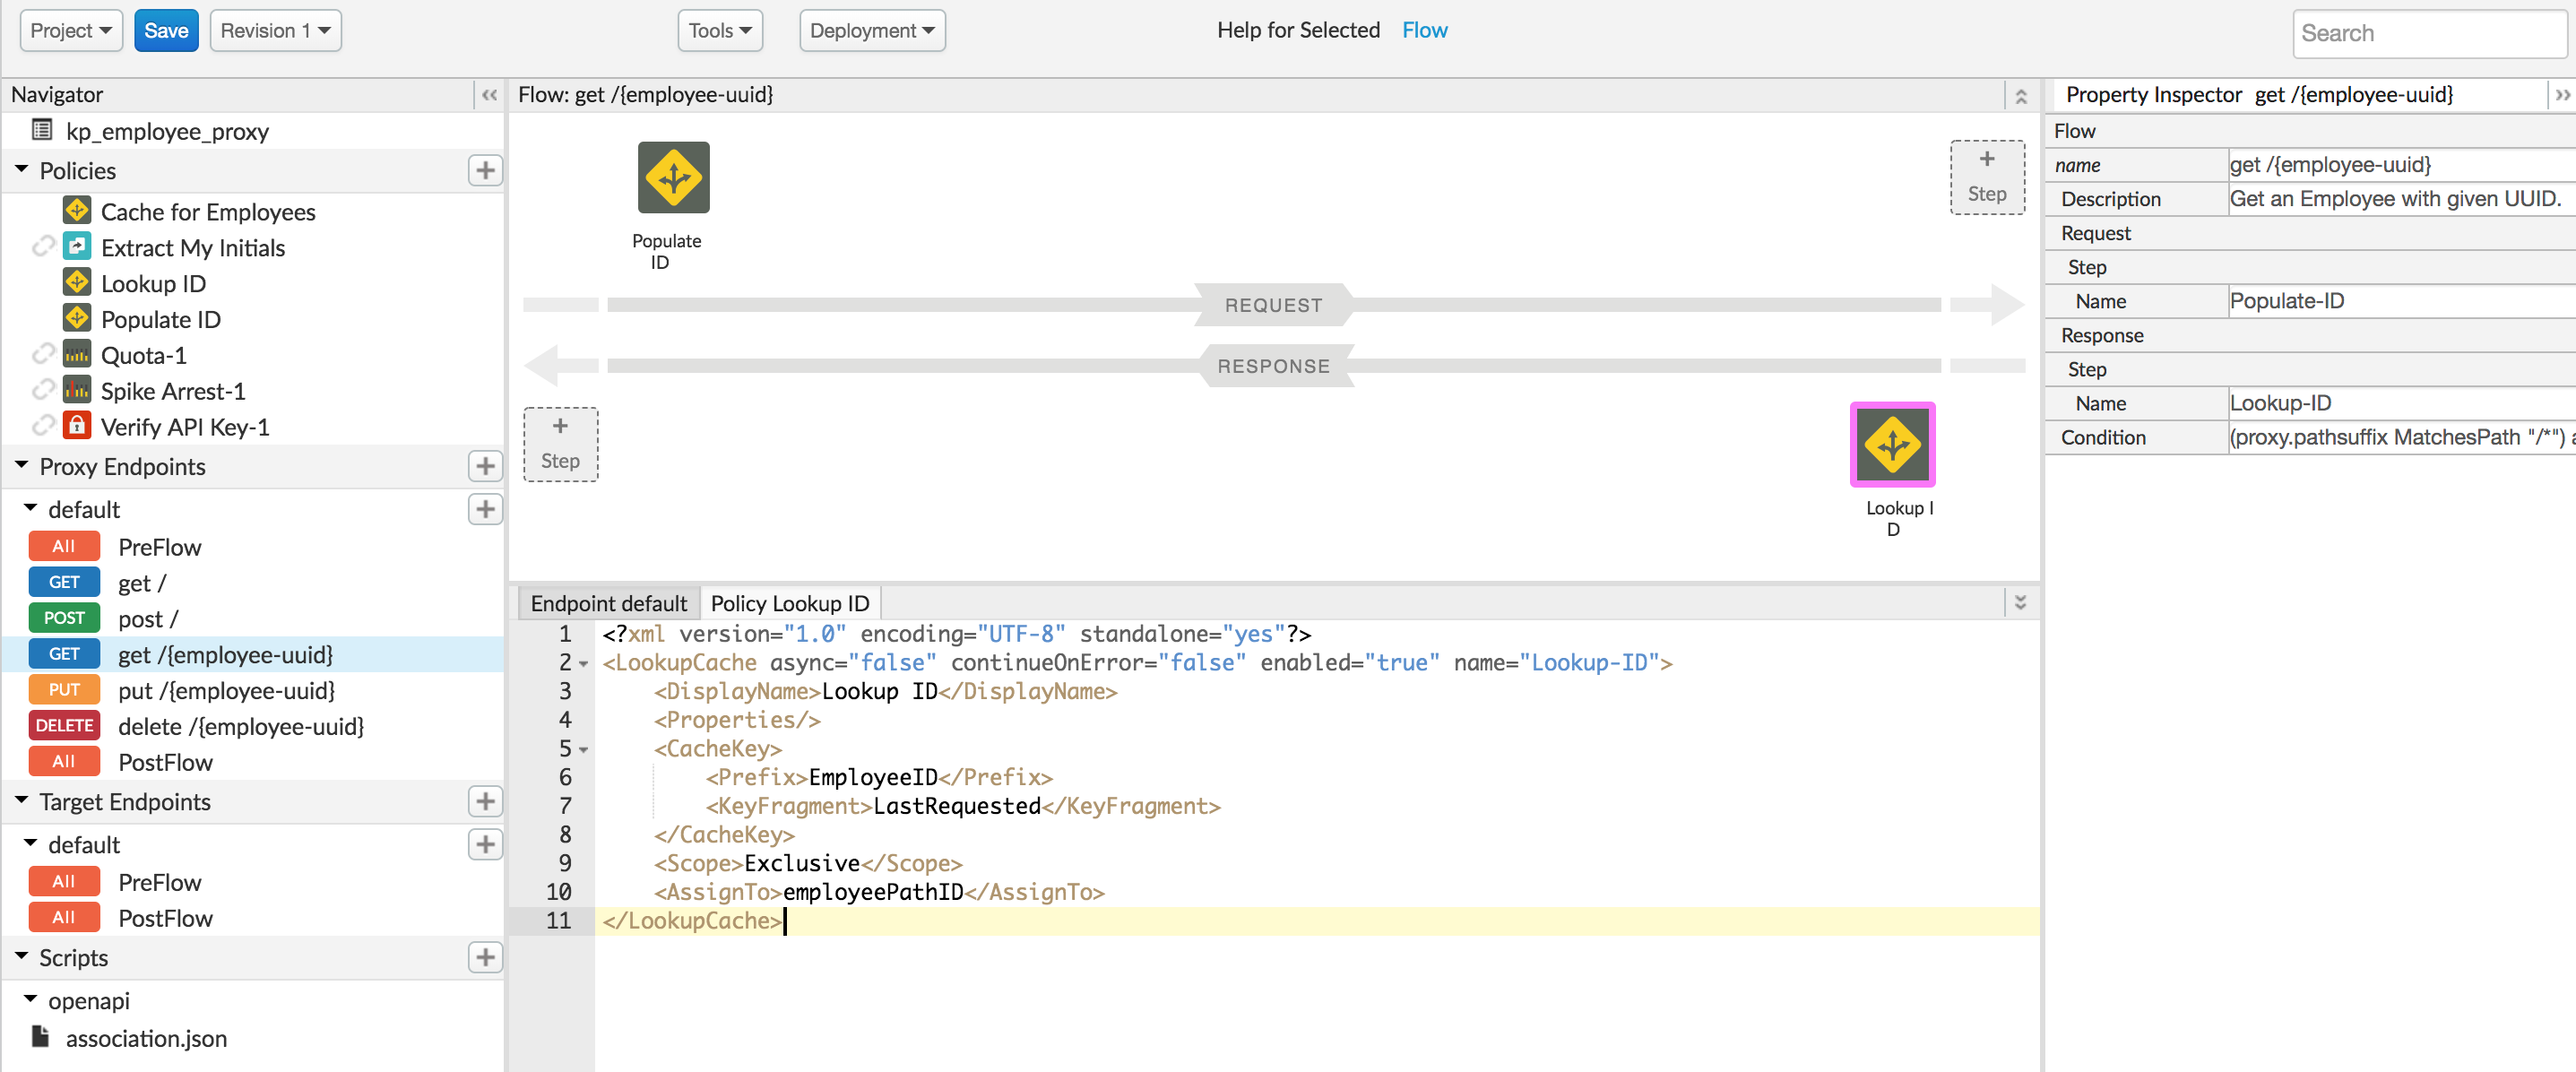 Project
Save
Revision 1
Tools
Deployment
Help for Selected Flow
Search
Navigator
kp_employee_proxy
Policies
Cache for Employees
Extract My Initials
Lookup ID
Populate ID
Quota-1
Spike Arrest-1
Verify API Key-1
Proxy Endpoints
default
All PreFlow
GET get /
POST post /
GET get /{employee-uuid}
PUT put /{employee-uuid}
DELETE delete /{employee-uuid}
All PostFlow
Target Endpoints
default
All PreFlow
All PostFlow
Scripts
openapi
association.json
Flow: get /{employee-uuid}
Populate
ID
+
Step
REQUEST
RESPONSE
+
Step
Lookup I
D
Endpoint default
Policy Lookup ID
1 <?xml version="1.0" encoding="UTF-8" standalone="yes"?>
2 <LookupCache async="false" continueOnError="false" enabled="true" name="Lookup-ID">
3 <DisplayName>Lookup ID</DisplayName>
4 <Properties/>
5 <CacheKey>
6 <Prefix>EmployeeID</Prefix>
7 <KeyFragment>LastRequested</KeyFragment>
8 </CacheKey>
9 <Scope>Exclusive</Scope>
10 <AssignTo>employeePathID</AssignTo>
11 </LookupCache>
Property Inspector get /{employee-uuid}
Flow
name get /{employee-uuid}
Description Get an Employee with given UUID.
Request
Step
Name Populate-ID
Response
Step
Name Lookup-ID
Condition (proxy.pathsuffix MatchesPath "/*") a